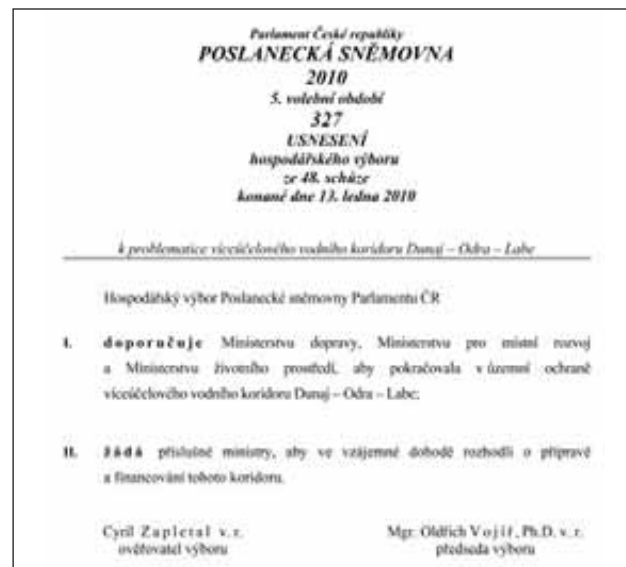 Parlament České republiky
POSLANECKÁ SNĚMOVNA
2010
5. volební období
327
USNESENÍ
hospodářského výboru
ze 48. schůze
konané dne 13. ledna 2010
k problematice víceúčelového vodního koridoru Dunaj – Odra – Labe
Hospodářský výbor Poslanecké sněmovny Parlamentu ČR
I. doporučuje Ministerstvu dopravy, Ministerstvu pro místní rozvoj
a Ministerstvu životního prostředí, aby pokračovala v územní ochraně
víceúčelového vodního koridoru Dunaj – Odra – Labe;
II. žádá příslušné ministry, aby ve vzájemné dohodě rozhodli o přípravě
a financování tohoto koridoru.
Cyril Zapletal v. r.
ověřovatel výboru
Mgr. Oldřich Vojíř, Ph.D. v. r.
předseda výboru